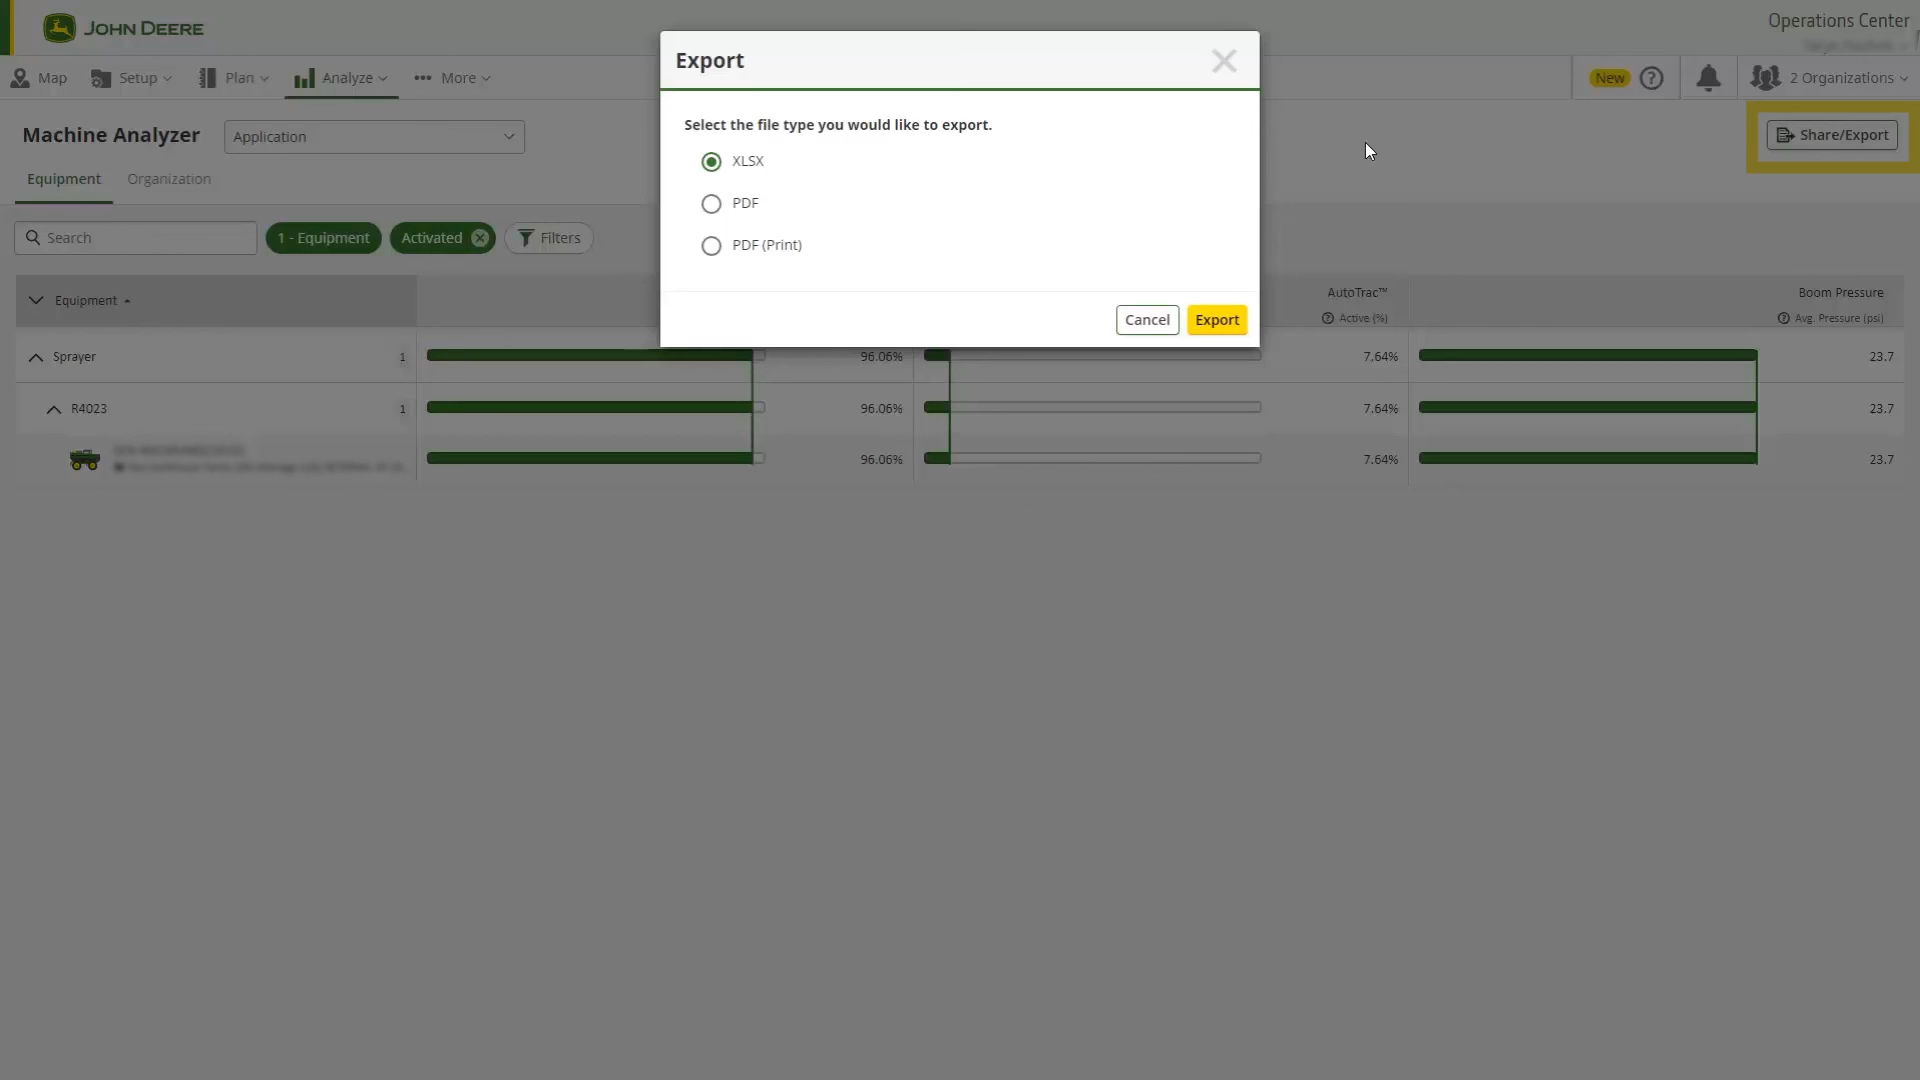 JOHN DEERE
Operations Center
Map
Setup
Plan
Analyze
More
New
2 Organizations
Machine Analyzer
Application
Share/Export
Equipment
Organization
Search
1 - Equipment
Activated
Filters
Export
Select the file type you would like to export.
XLSX
PDF
PDF (Print)
Cancel
Export
Equipment
AutoTrac™
Active (%)
Boom Pressure
Avg. Pressure (psi)
Sprayer 1 96.06% 7.64% 23.7
R4023 1 96.06% 7.64% 23.7
96.06% 7.64% 23.7